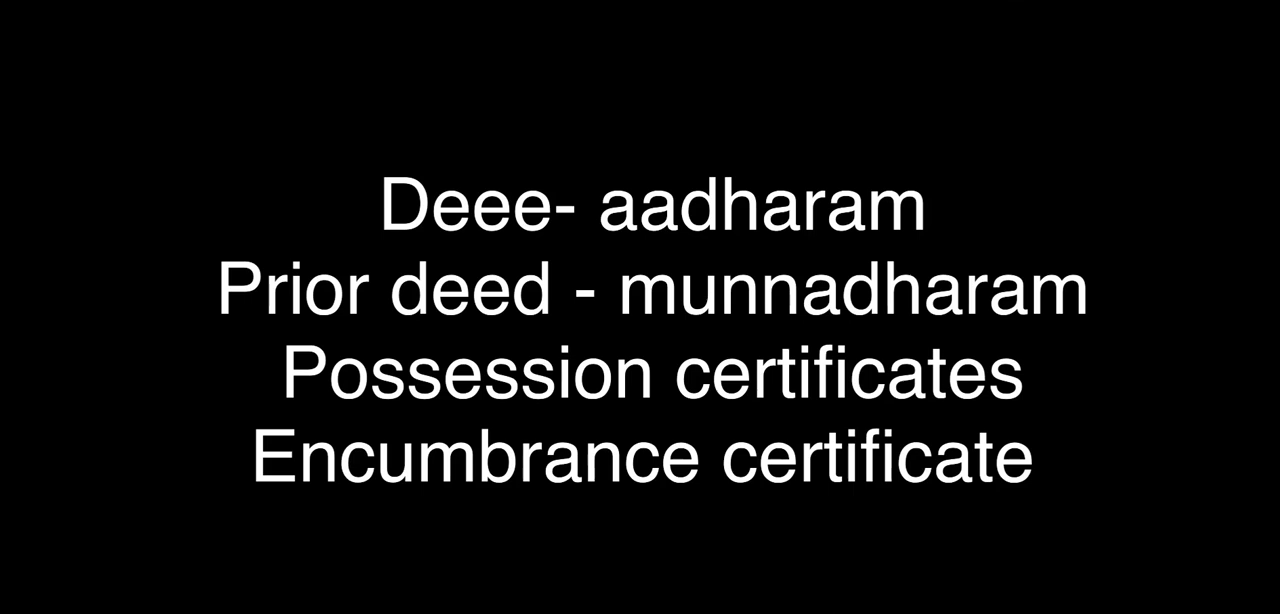 Deee- aadharam
Prior deed - munnadharam
Possession certificates
Encumbrance certificate